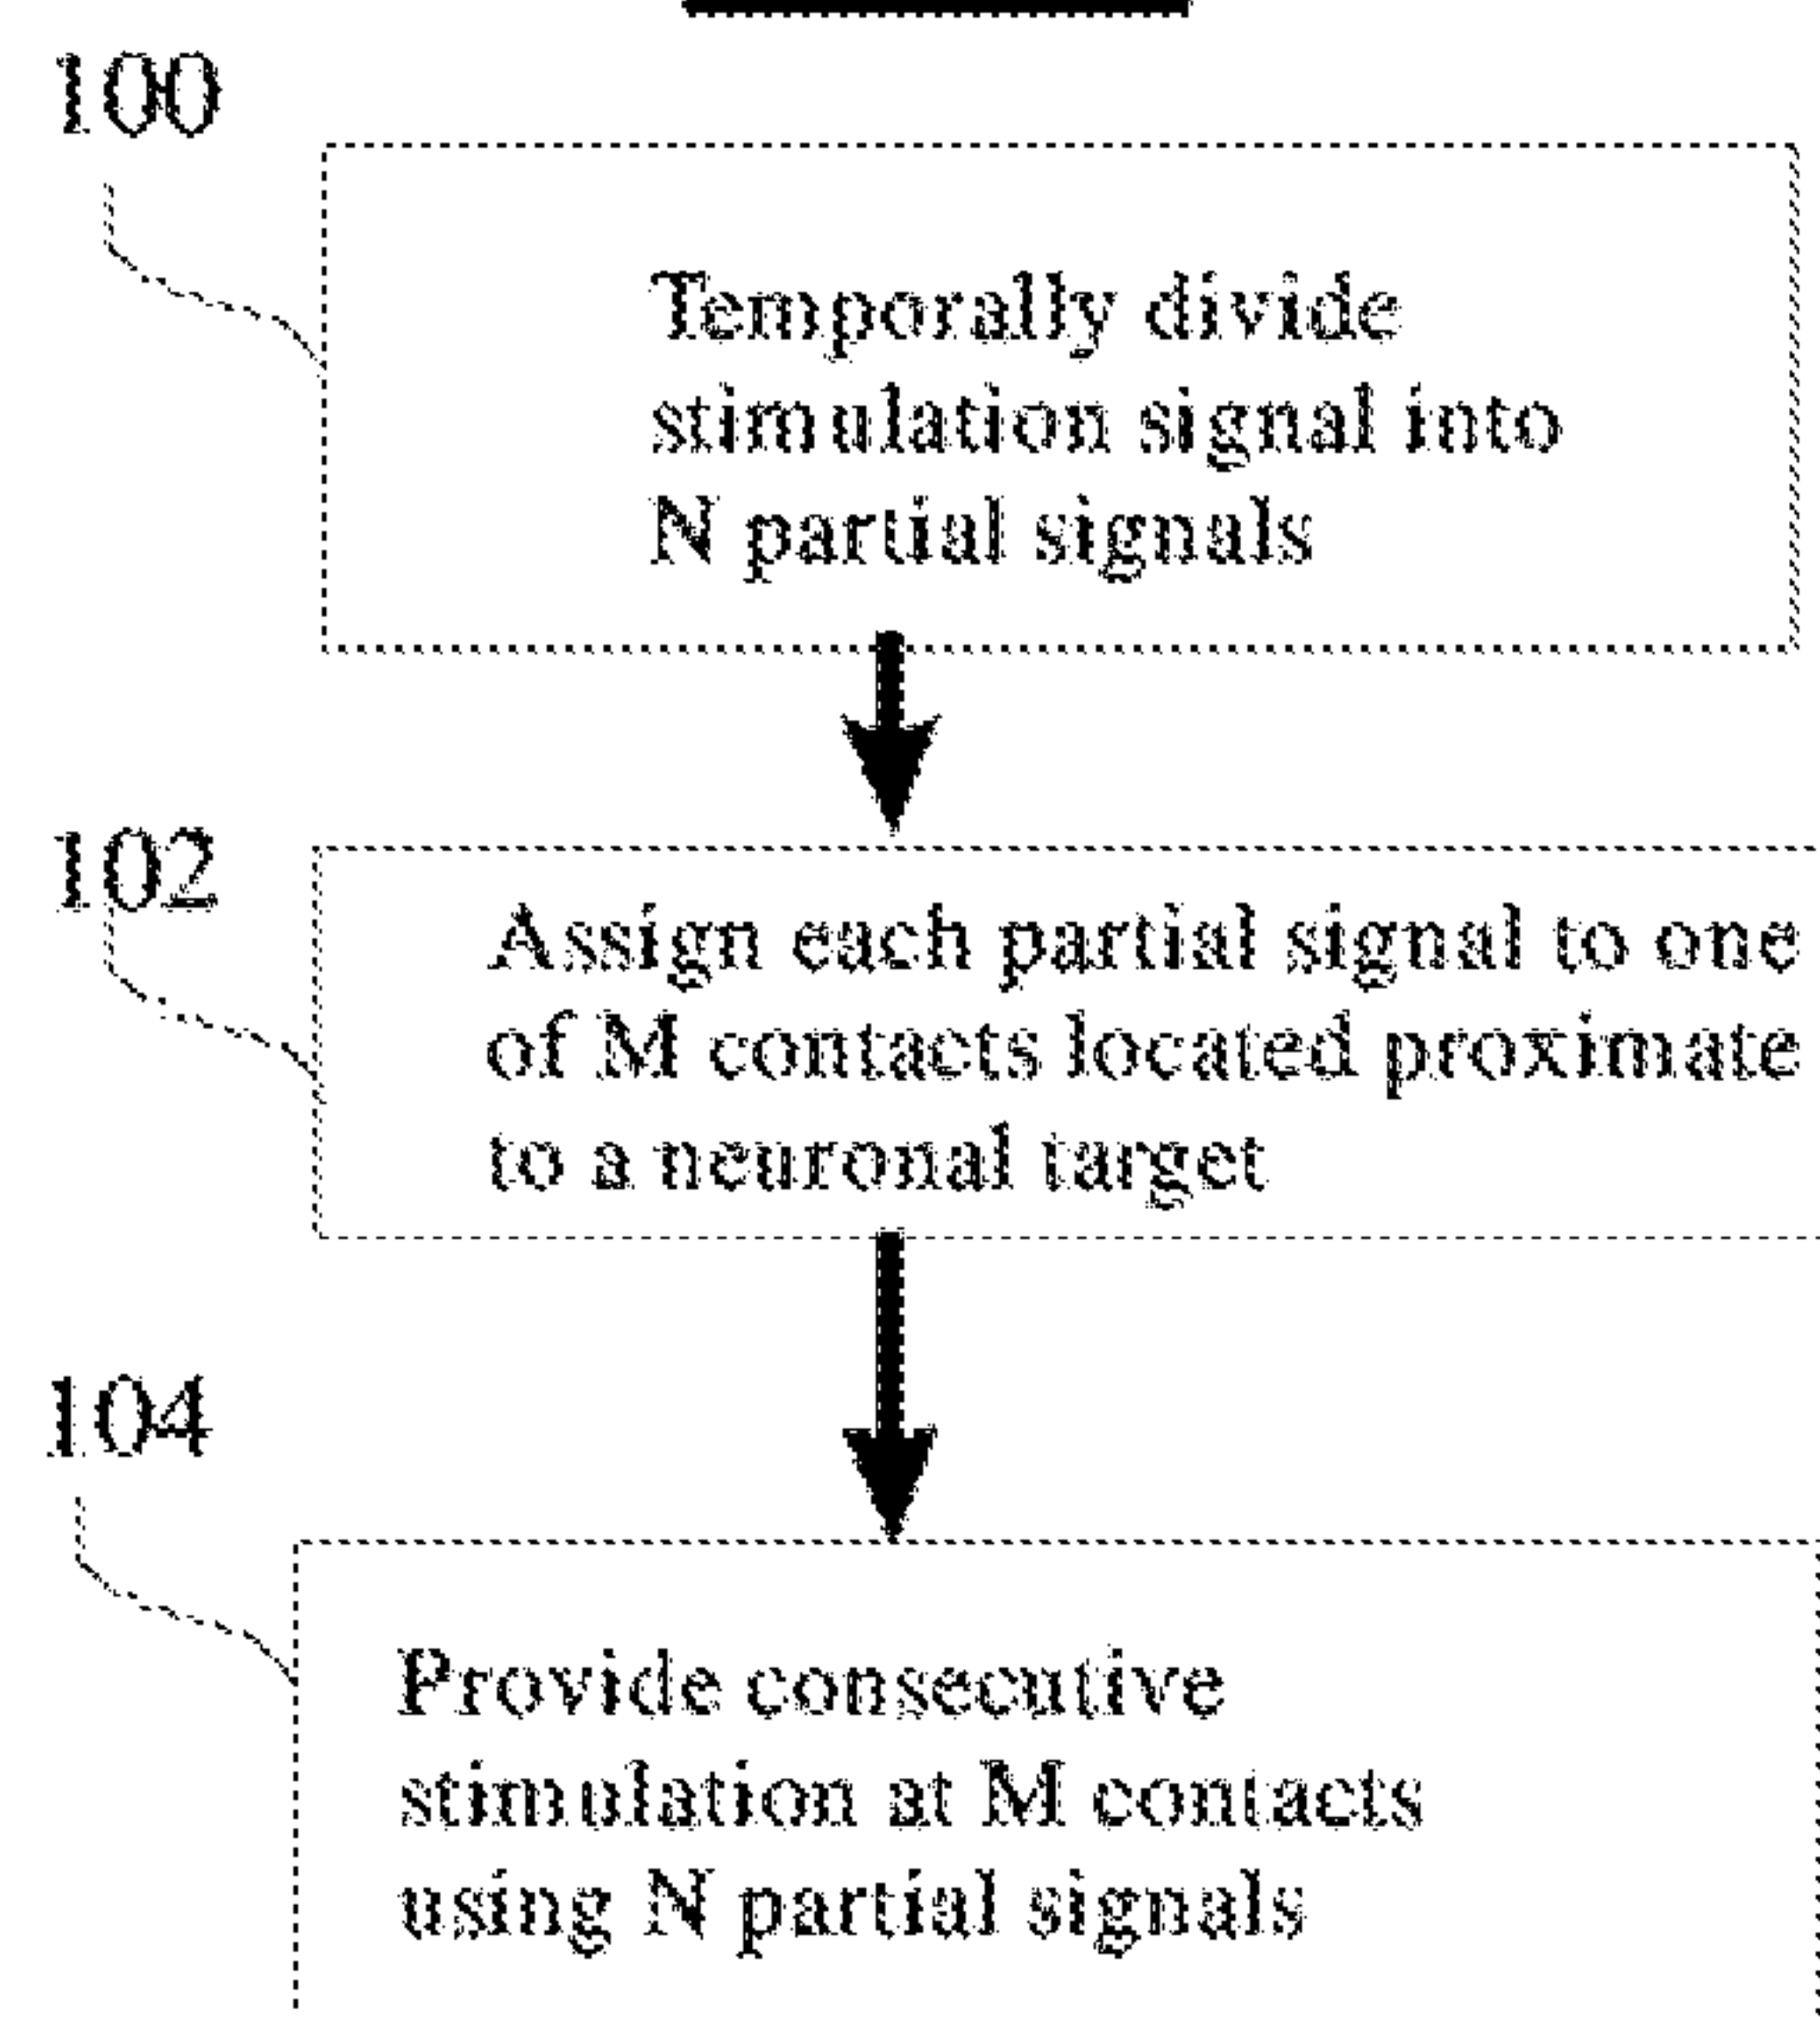 100
Temporally divide
stimulation signal into
N partial signals
102
Assign each partial signal to one
of M contacts located proximate
to a neuronal target
104
Provide consecutive
stimulation at M contacts
using N partial signals